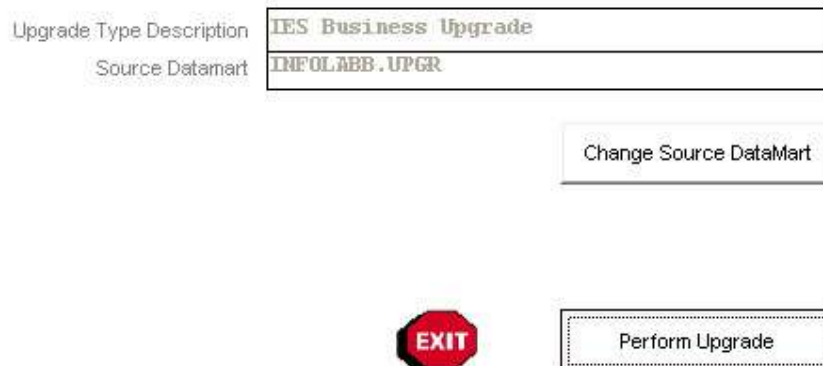 Upgrade Type Description IES Business Upgrade
Source Datamart INFOLABB.UPGR
Change Source DataMart
EXIT Perform Upgrade